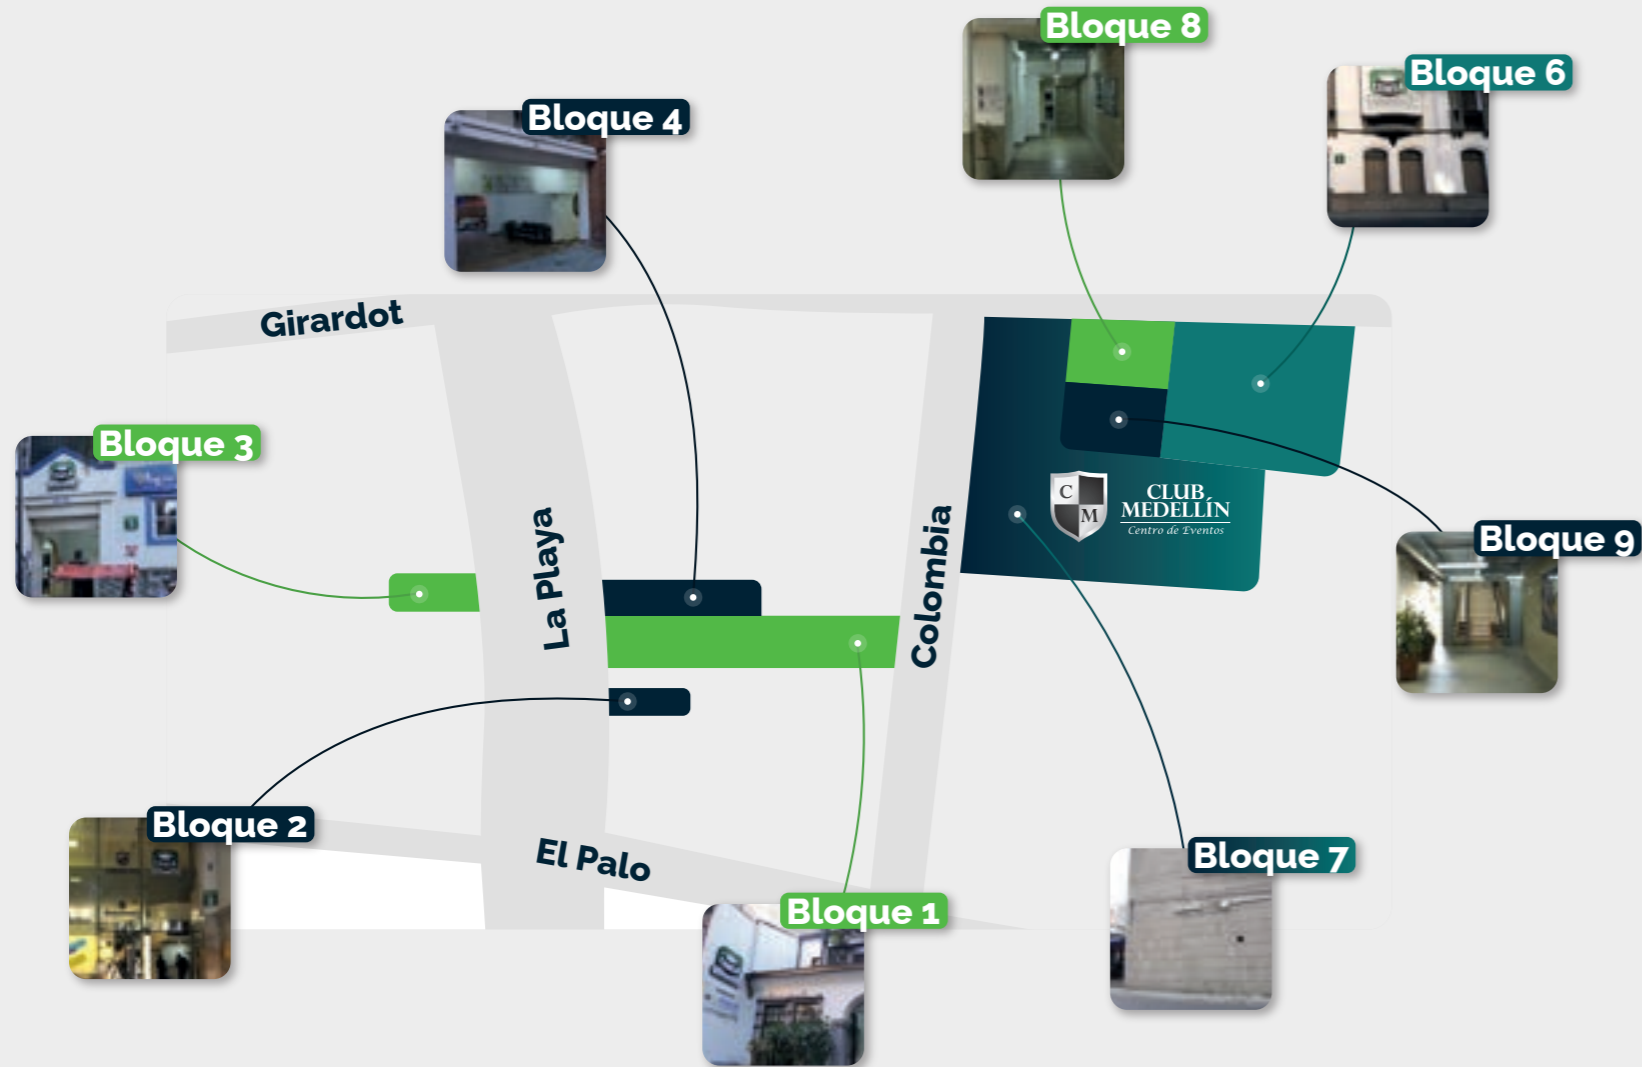 Bloque 8
Bloque 6
Bloque 4
Girardot
Bloque 3
La Playa
Colombia
C
M
CLUB
MEDELLÍN
Centro de Eventos
Bloque 9
Bloque 2
El Palo
Bloque 7
Bloque 1